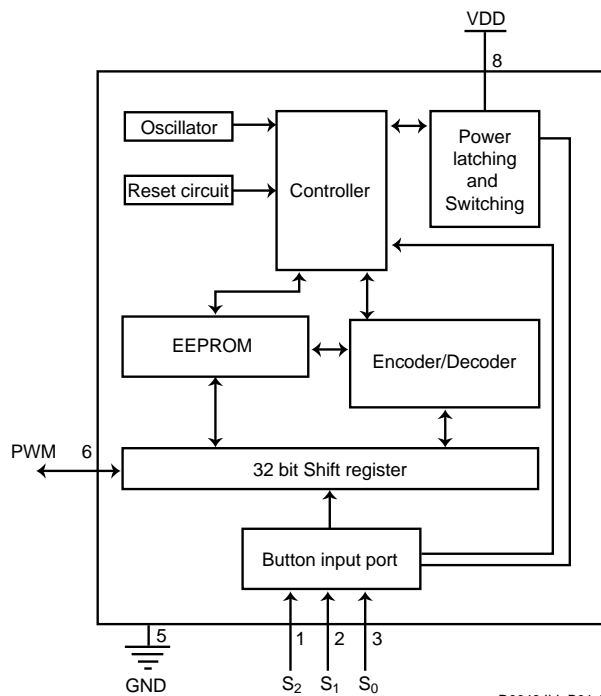 VDD
8
Oscillator
Reset circuit
Controller
Power
latching
and
Switching
EEPROM
Encoder/Decoder
PWM
6
32 bit Shift register
Button input port
5
1
2
3
GND
S2
S1
S0